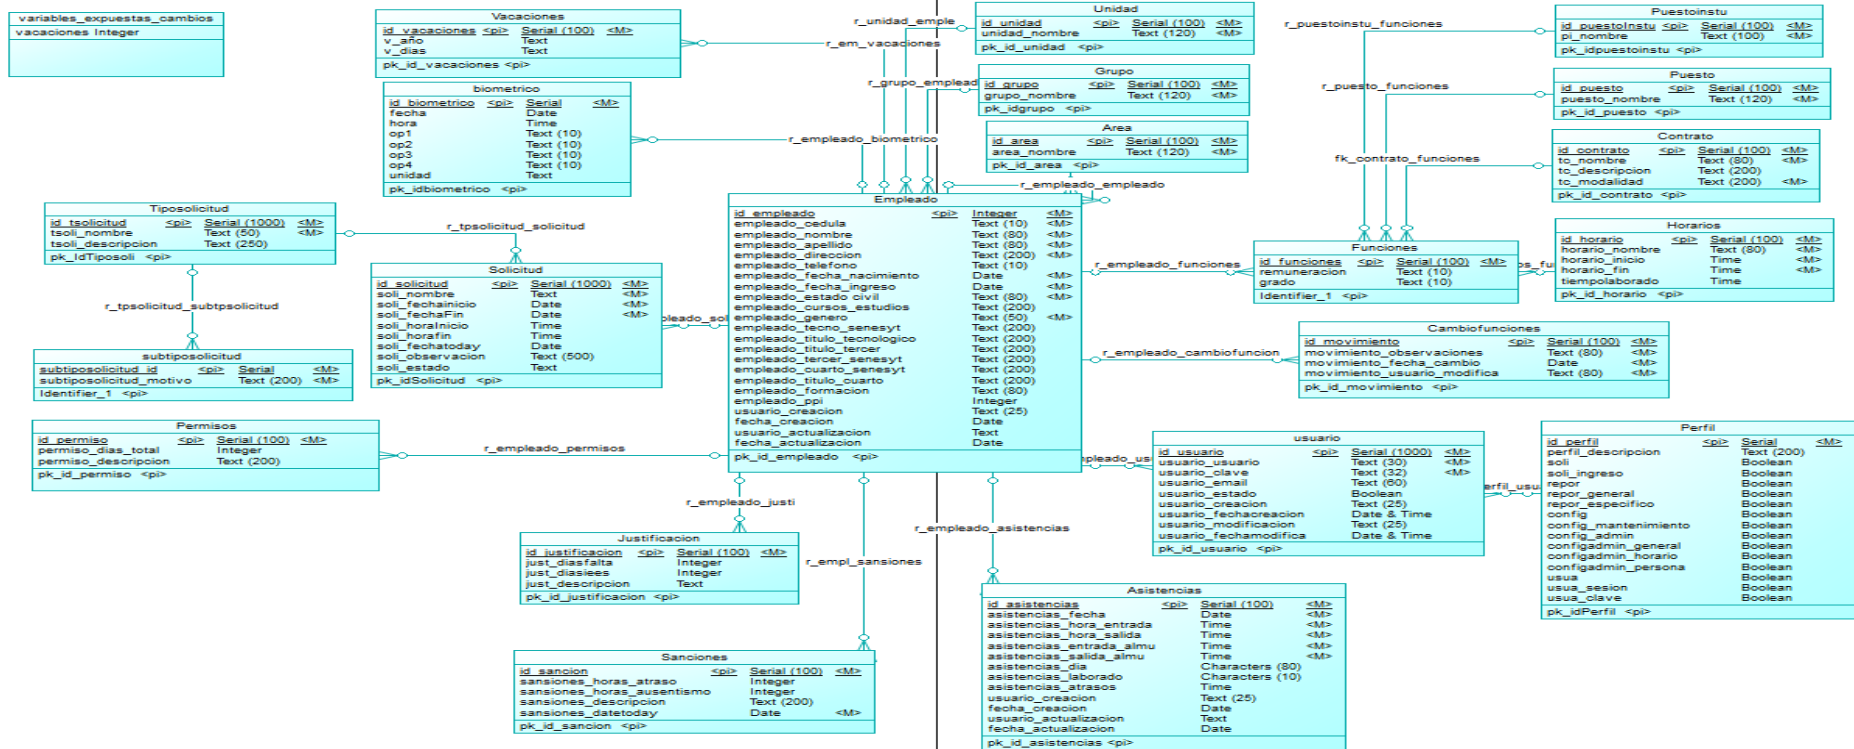 variables_expuestas_cambios
vacaciones Integer
Vacaciones
id_vacaciones <pi> Serial (100) <M>
v_año Text
v_dias Text
pk_id_vacaciones <pi>
biometrico
id_biometrico <pi> Serial <M>
fecha Date
hora Time
op1 Text (10)
op2 Text (10)
op3 Text (10)
op4 Text (10)
unidad Text
pk_idbiometrico <pi>
r_unidad_emple
r_em_vacaciones
r_grupo_emplead
r_empleado_biometrico
Unidad
id_unidad <pi> Serial (100) <M>
unidad_nombre Text (120) <M>
pk_id_unidad <pi>
Grupo
id_grupo <pi> Serial (100) <M>
grupo_nombre Text (120) <M>
pk_idgrupo <pi>
Area
id_area <pi> Serial (100) <M>
area_nombre Text (120) <M>
pk_id_area <pi>
r_empleado_empleado
r_puestoinstu_funciones
r_puesto_funciones
fk_contrato_funciones
Puestoinstu
id_puestoInstu <pi> Serial (100) <M>
pi_nombre Text (100) <M>
pk_idpuestoinstu <pi>
Puesto
id_puesto <pi> Serial (100) <M>
puesto_nombre Text (120) <M>
pk_id_puesto <pi>
Contrato
id_contrato <pi> Serial (100) <M>
tc_nombre Text (80) <M>
tc_descripcion Text (200)
tc_modalidad Text (200) <M>
pk_id_contrato <pi>
Tiposolicitud
id_tsolicitud <pi> Serial (1000) <M>
tsoli_nombre Text (50) <M>
tsoli_descripcion Text (250)
pk_IdTiposoli <pi>
r_tpsolicitud_solicitud
r_tpsolicitud_subtpsolicitud
Solicitud
id_solicitud <pi> Serial (1000) <M>
soli_nombre Text <M>
soli_fechainicio Date <M>
soli_fechaFin Date <M>
soli_horaInicio Time
soli_horafin Time
soli_fechatoday Date
soli_observacion Text (500)
soli_estado Text
pk_idSolicitud <pi>
pleado_sol
subtiposolicitud
subtiposolicitud_id <pi> Serial <M>
subtiposolicitud_motivo Text (200) <M>
Identifier_1 <pi>
Empleado
id_empleado <pi> Integer <M>
empleado_cedula Text (10) <M>
empleado_nombre Text (80) <M>
empleado_apellido Text (80) <M>
empleado_direccion Text (200) <M>
empleado_telefono Text (10)
empleado_fecha_nacimiento Date <M>
empleado_fecha_ingreso Date <M>
empleado_estado civil Text (80) <M>
empleado_cursos_estudios Text (200)
empleado_genero Text (50) <M>
empleado_tecno_senesyt Text (200)
empleado_titulo_tecnologico Text (200)
empleado_titulo_tercer Text (200)
empleado_tercer_senesyt Text (200)
empleado_cuarto_senesyt Text (200)
empleado_titulo_cuarto Text (200)
empleado_formacion Text (80)
empleado_ppi Integer
usuario_creacion Text (25)
fecha_creacion Date
usuario_actualizacion Text
fecha_actualizacion Date
pk_id_empleado <pi>
r_empleado_funciones
Funciones
id_funciones <pi> Serial (100) <M>
remuneracion Text (10)
grado Text (10)
Identifier_1 <pi>
os_fu
Horarios
id_horario <pi> Serial (100) <M>
horario_nombre Text (80) <M>
horario_inicio Time <M>
horario_fin Time <M>
tiempolaborado Time
pk_id_horario <pi>
r_empleado_cambiofuncion
Cambiofunciones
id_movimiento <pi> Serial (100) <M>
movimiento_observaciones Text (80) <M>
movimiento_fecha_cambio Date <M>
movimiento_usuario_modifica Text (80) <M>
pk_id_movimiento <pi>
Permisos
id_permiso <pi> Serial (100) <M>
permiso_dias_total Integer
permiso_descripcion Text (200)
pk_id_permiso <pi>
r_empleado_permisos
r_empleado_justi
Justificacion
id_justificacion <pi> Serial (100) <M>
just_diasfalta Integer
just_diasiees Integer
just_descripcion Text
pk_id_justificacion <pi>
r_empl_sansiones
Sanciones
id_sancion <pi> Serial (100) <M>
sansiones_horas_atraso Integer
sansiones_horas_ausentismo Integer
sansiones_descripcion Text (200)
sansiones_datetoday Date <M>
pk_id_sancion <pi>
r_empleado_asistencias
Asistencias
id_asistencias <pi> Serial (100) <M>
asistencias_fecha Date <M>
asistencias_hora_entrada Time <M>
asistencias_hora_salida Time <M>
asistencias_entrada_almu Time <M>
asistencias_salida_almu Time <M>
asistencias_dia Characters (80)
asistencias_laborado Characters (10)
asistencias_atrasos Time
usuario_creacion Text (25)
fecha_creacion Date
usuario_actualizacion Text
fecha_actualizacion Date
pk_id_asistencias <pi>
pleado_usu
usuario
id_usuario <pi> Serial (1000) <M>
usuario_usuario Text (30) <M>
usuario_clave Text (32) <M>
usuario_email Text (60)
usuario_estado Boolean
usuario_creacion Text (25)
usuario_fechacreacion Date & Time
usuario_modificacion Text (25)
usuario_fechamodifica Date & Time
pk_id_usuario <pi>
erfil_usua
Perfil
id_perfil <pi> Serial <M>
perfil_descripcion Text (200)
soli Boolean
soli_ingreso Boolean
repor Boolean
repor_general Boolean
repor_especifico Boolean
config Boolean
config_mantenimiento Boolean
config_admin Boolean
configadmin_general Boolean
configadmin_horario Boolean
configadmin_persona Boolean
usua Boolean
usua_sesion Boolean
usua_clave Boolean
pk_idPerfil <pi>